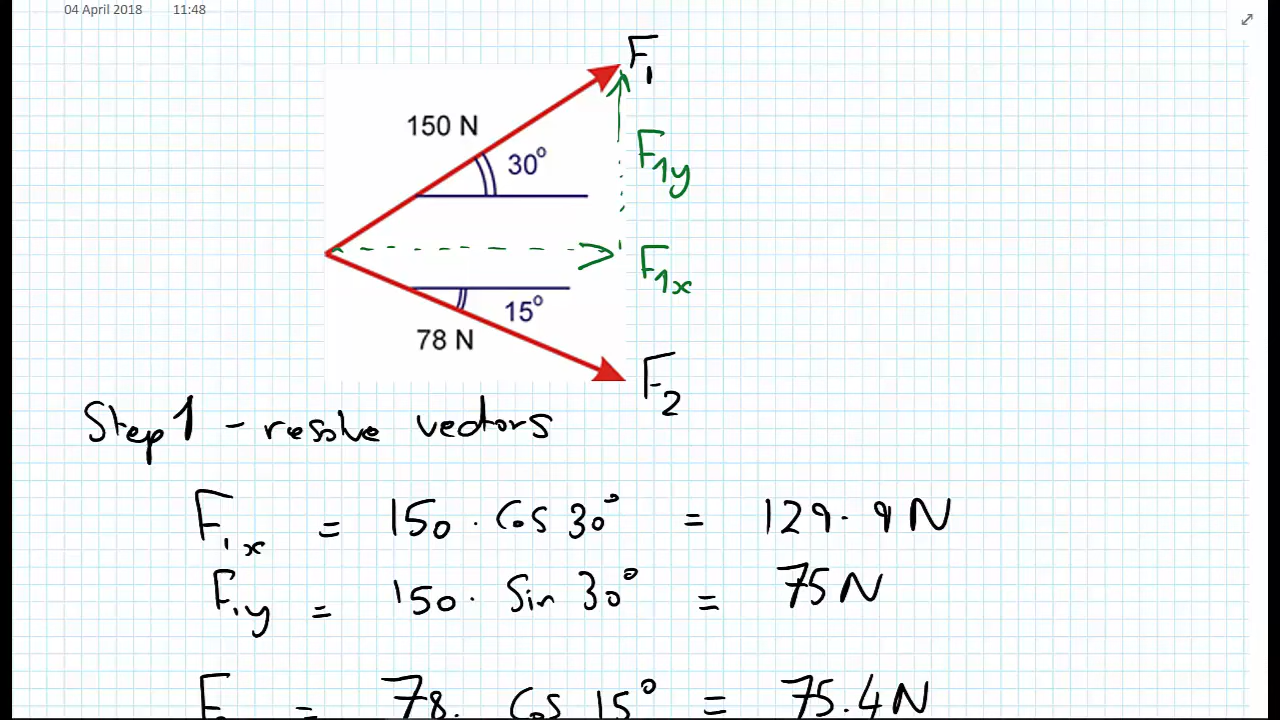 04 April 2018 11:48
F1
150 N
30°
F1y
F1x
15°
78 N
F2
Step 1 - resolve vectors
F1x = 150 · Cos 30° = 129.9 N
F1y = 150 · Sin 30° = 75 N
F = 78. Cos 15° = 75.4 N